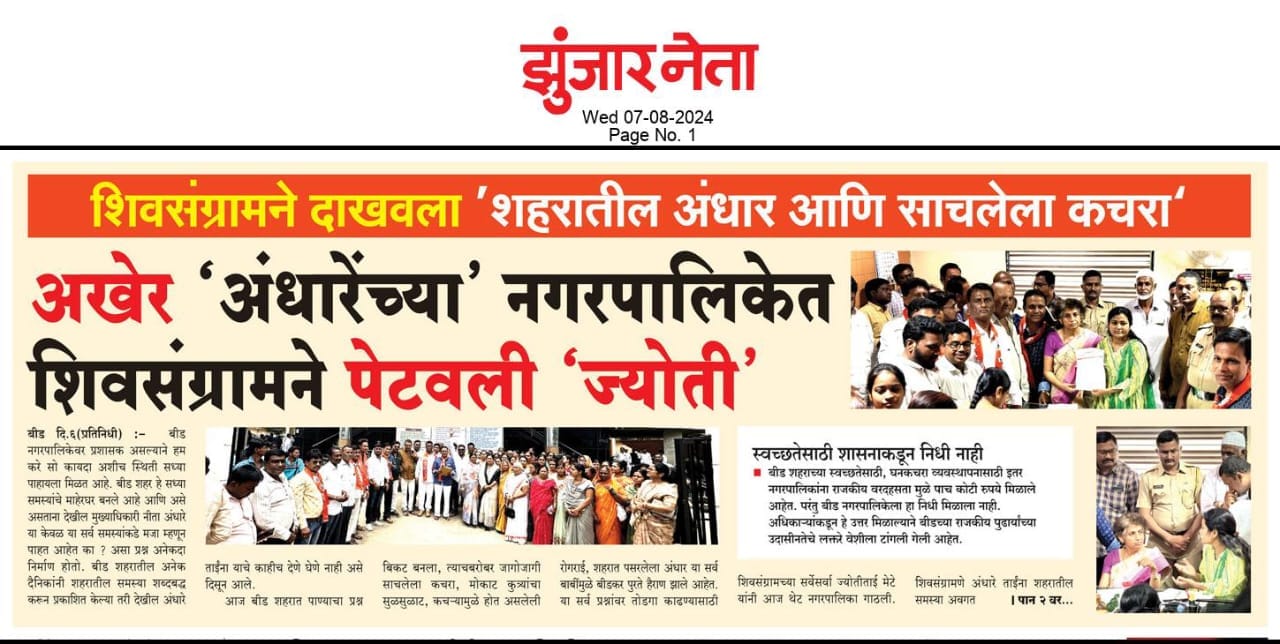 झुंजार नेता
Wed 07-08-2024
Page No. 1
शिवसंग्रामने दाखवला 'शहरातील अंधार आणि साचलेला कचरा'
अखेर 'अंधारेंच्या' नगरपालिकेत
शिवसंग्रामने पेटवली 'ज्योती'
बीड दि.६(प्रतिनिधी) :- बीड
नगरपालिकेवर प्रशासक असल्याने हम
करे सो कायदा अशीच स्थिती सध्या
पाहायला मिळत आहे. बीड शहर हे सध्या
समस्यांचे माहेरघर बनले आहे आणि असे
असताना देखील मुख्याधिकारी नीता अंधारे
या केवळ या सर्व समस्यांकडे मजा म्हणून
पाहत आहेत का ? असा प्रश्न अनेकदा
निर्माण होतो. बीड शहरातील अनेक
दैनिकांनी शहरातील समस्या शब्दबद्ध
करून प्रकाशित केल्या तरी देखील अंधारे
ताईंना याचे काहीच देणे घेणे नाही असे
दिसून आले.
आज बीड शहरात पाण्याचा प्रश्न
बिकट बनला, त्याचबरोबर जागोजागी
साचलेला कचरा, मोकाट कुत्र्यांचा
सुळसुळाट, कचऱ्यामुळे होत असलेली
रोगराई, शहरात पसरलेला अंधार या सर्व
बाबींमुळे बीडकर पुरते हैराण झाले आहेत.
या सर्व प्रश्नांवर तोडगा काढण्यासाठी
स्वच्छतेसाठी शासनाकडून निधी नाही
■ बीड शहराच्या स्वच्छतेसाठी, घनकचरा व्यवस्थापनासाठी इतर
नगरपालिकांना राजकीय वरदहसता मुळे पाच कोटी रुपये मिळाले
आहेत. परंतु बीड नगरपालिकेला हा निधी मिळाला नाही.
अधिकाऱ्यांकडून हे उत्तर मिळाल्याने बीडच्या राजकीय पुढार्यांच्या
उदासीनतेचे लक्तरे वेशीला टांगली गेली आहेत.
शिवसंग्रामच्या सर्वेसर्वा ज्योतीताई मेटे
यांनी आज थेट नगरपालिका गाठली.
शिवसंग्रामणे अंधारे ताईंना शहरातील
समस्या अवगत । पान २ वर...